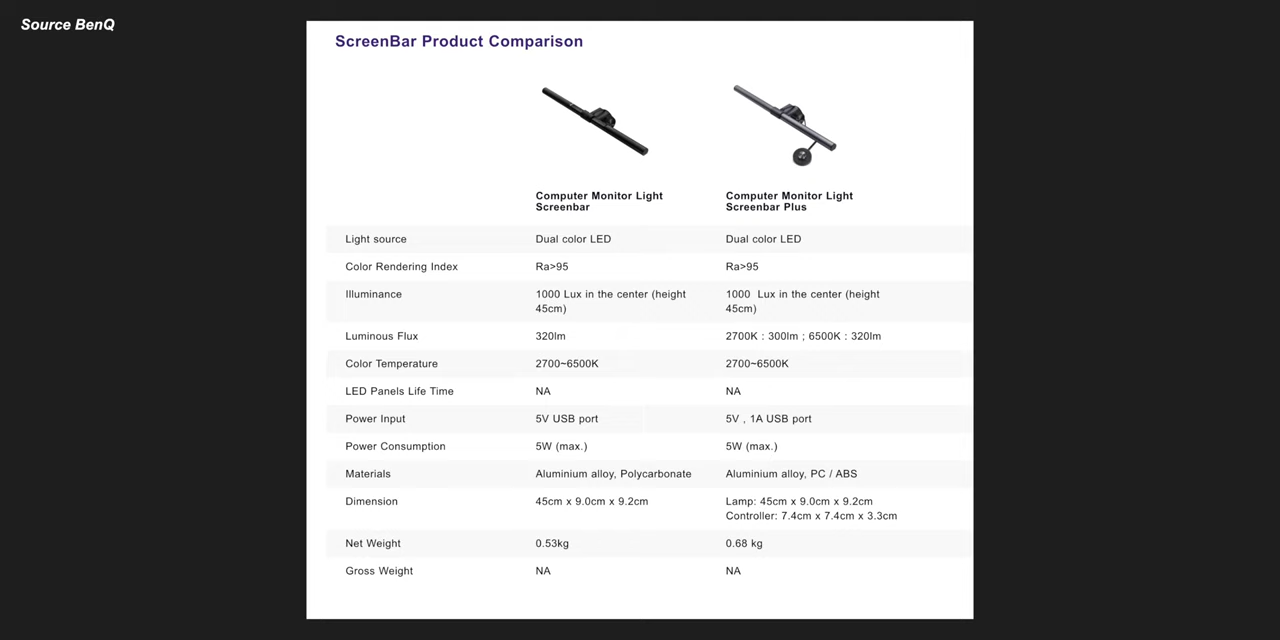 Source BenQ
ScreenBar Product Comparison
Computer Monitor Light
Screenbar
Computer Monitor Light
Screenbar Plus
Light source Dual color LED Dual color LED
Color Rendering Index Ra>95 Ra>95
Illuminance 1000 Lux in the center (height 1000 Lux in the center (height
45cm) 45cm)
Luminous Flux 320lm 2700K : 300lm ; 6500K : 320lm
Color Temperature 2700~6500K 2700~6500K
LED Panels Life Time NA NA
Power Input 5V USB port 5V , 1A USB port
Power Consumption 5W (max.) 5W (max.)
Materials Aluminium alloy, Polycarbonate Aluminium alloy, PC / ABS
Dimension 45cm x 9.0cm x 9.2cm Lamp: 45cm x 9.0cm x 9.2cm
Controller: 7.4cm x 7.4cm x 3.3cm
Net Weight 0.53kg 0.68 kg
Gross Weight NA NA